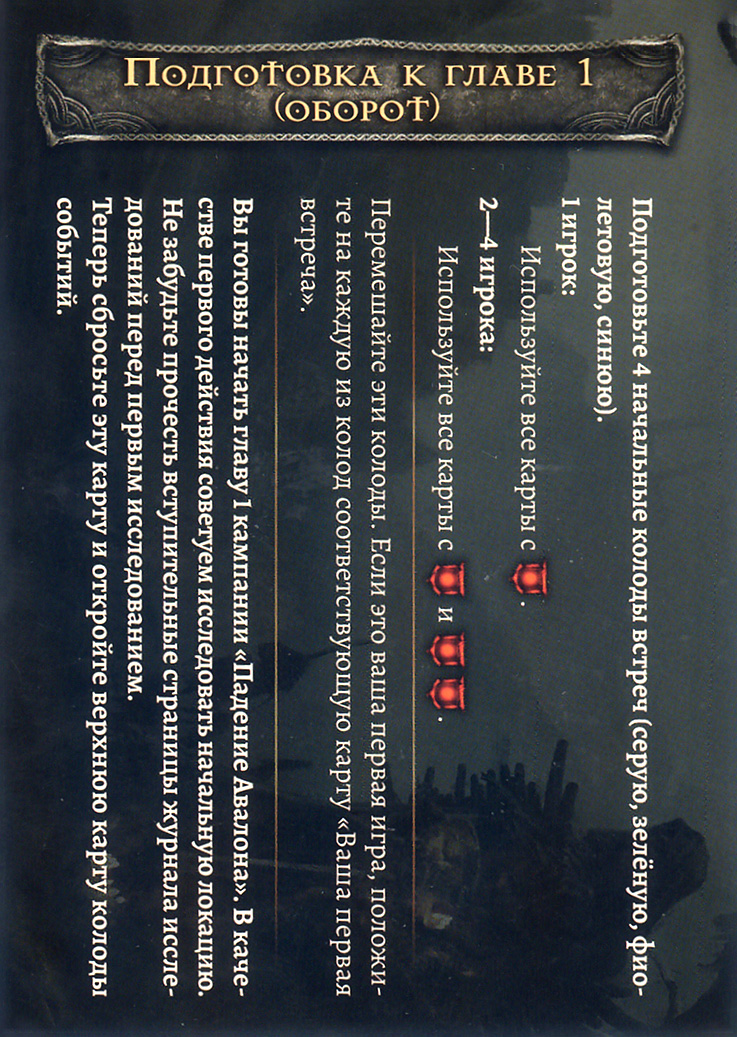 Подготовка к главе 1
(оборот)
Подготовьте 4 начальные колоды встреч (серую, зелёную, фио-
летовую, синюю).
1 игрок:
Используйте все карты с .
2—4 игрока:
Используйте все карты с и .
Перемешайте эти колоды. Если это ваша первая игра, положи-
те на каждую из колод соответствующую карту «Ваша первая
встреча».
Вы готовы начать главу 1 кампании «Падение Авалона». В каче-
стве первого действия советуем исследовать начальную локацию.
Не забудьте прочесть вступительные страницы журнала иссле-
дований перед первым исследованием.
Теперь сбросьте эту карту и откройте верхнюю карту колоды
событий.